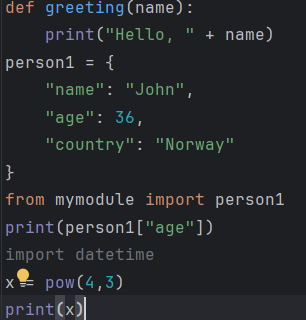 def greeting(name):
    print("Hello, " + name)
person1 = {
    "name": "John",
    "age": 36,
    "country": "Norway"
}
from mymodule import person1
print(person1["age"])
import datetime
x = pow(4,3)
print(x)